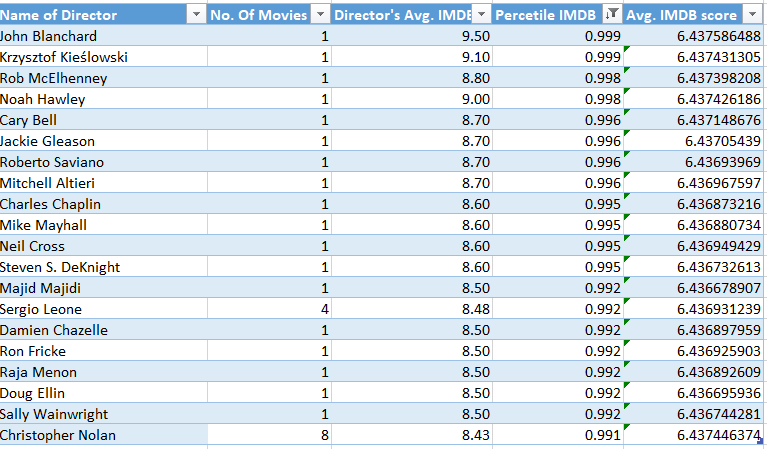 Name of Director No. Of Movies Director's Avg. IMDB Percetile IMDB Avg. IMDB score
John Blanchard 1 9.50 0.999 6.437586488
Krzysztof Kieślowski 1 9.10 0.999 6.437431305
Rob McElhenney 1 8.80 0.998 6.437398208
Noah Hawley 1 9.00 0.998 6.437426186
Cary Bell 1 8.70 0.996 6.437148676
Jackie Gleason 1 8.70 0.996 6.43705439
Roberto Saviano 1 8.70 0.996 6.43693969
Mitchell Altieri 1 8.70 0.996 6.436967597
Charles Chaplin 1 8.60 0.995 6.436873216
Mike Mayhall 1 8.60 0.995 6.436880734
Neil Cross 1 8.60 0.995 6.436949429
Steven S. DeKnight 1 8.60 0.995 6.436732613
Majid Majidi 1 8.50 0.992 6.436678907
Sergio Leone 4 8.48 0.992 6.436931239
Damien Chazelle 1 8.50 0.992 6.436897959
Ron Fricke 1 8.50 0.992 6.436925903
Raja Menon 1 8.50 0.992 6.436892609
Doug Ellin 1 8.50 0.992 6.436695936
Sally Wainwright 1 8.50 0.992 6.436744281
Christopher Nolan 8 8.43 0.991 6.437446374